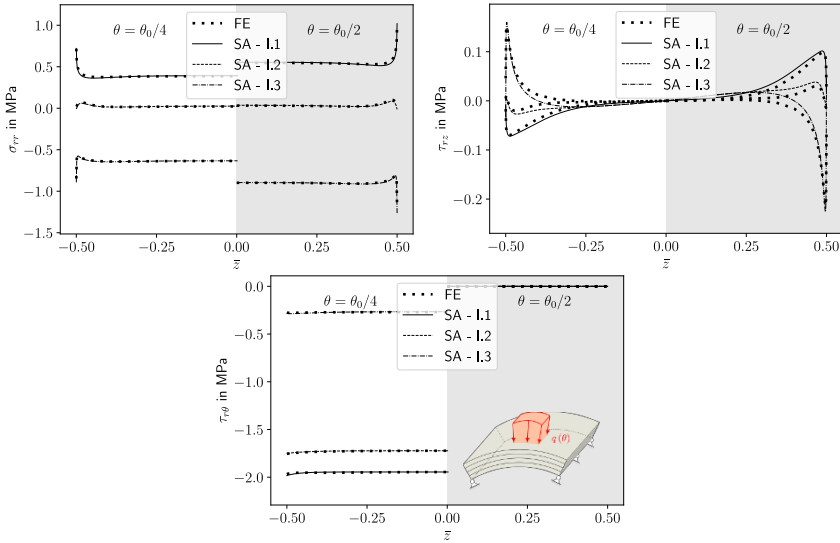 θ = θ₀/4
θ = θ₀/2
FE
SA - I.1
SA - I.2
SA - I.3
1.0
0.5
0.0
−0.5
−1.0
−1.5
σrr in MPa
−0.50 −0.25 0.00 0.25 0.50
z̄
θ = θ₀/4
θ = θ₀/2
FE
SA - I.1
SA - I.2
SA - I.3
0.1
0.0
−0.1
−0.2
τrz in MPa
−0.50 −0.25 0.00 0.25 0.50
z̄
θ = θ₀/4
θ = θ₀/2
FE
SA - I.1
SA - I.2
SA - I.3
0.0
−0.5
−1.0
−1.5
−2.0
τrθ in MPa
q(θ)
−0.50 −0.25 0.00 0.25 0.50
z̄